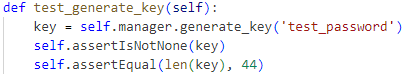 def test_generate_key(self):
    key = self.manager.generate_key('test_password')
    self.assertIsNotNone(key)
    self.assertEqual(len(key), 44)